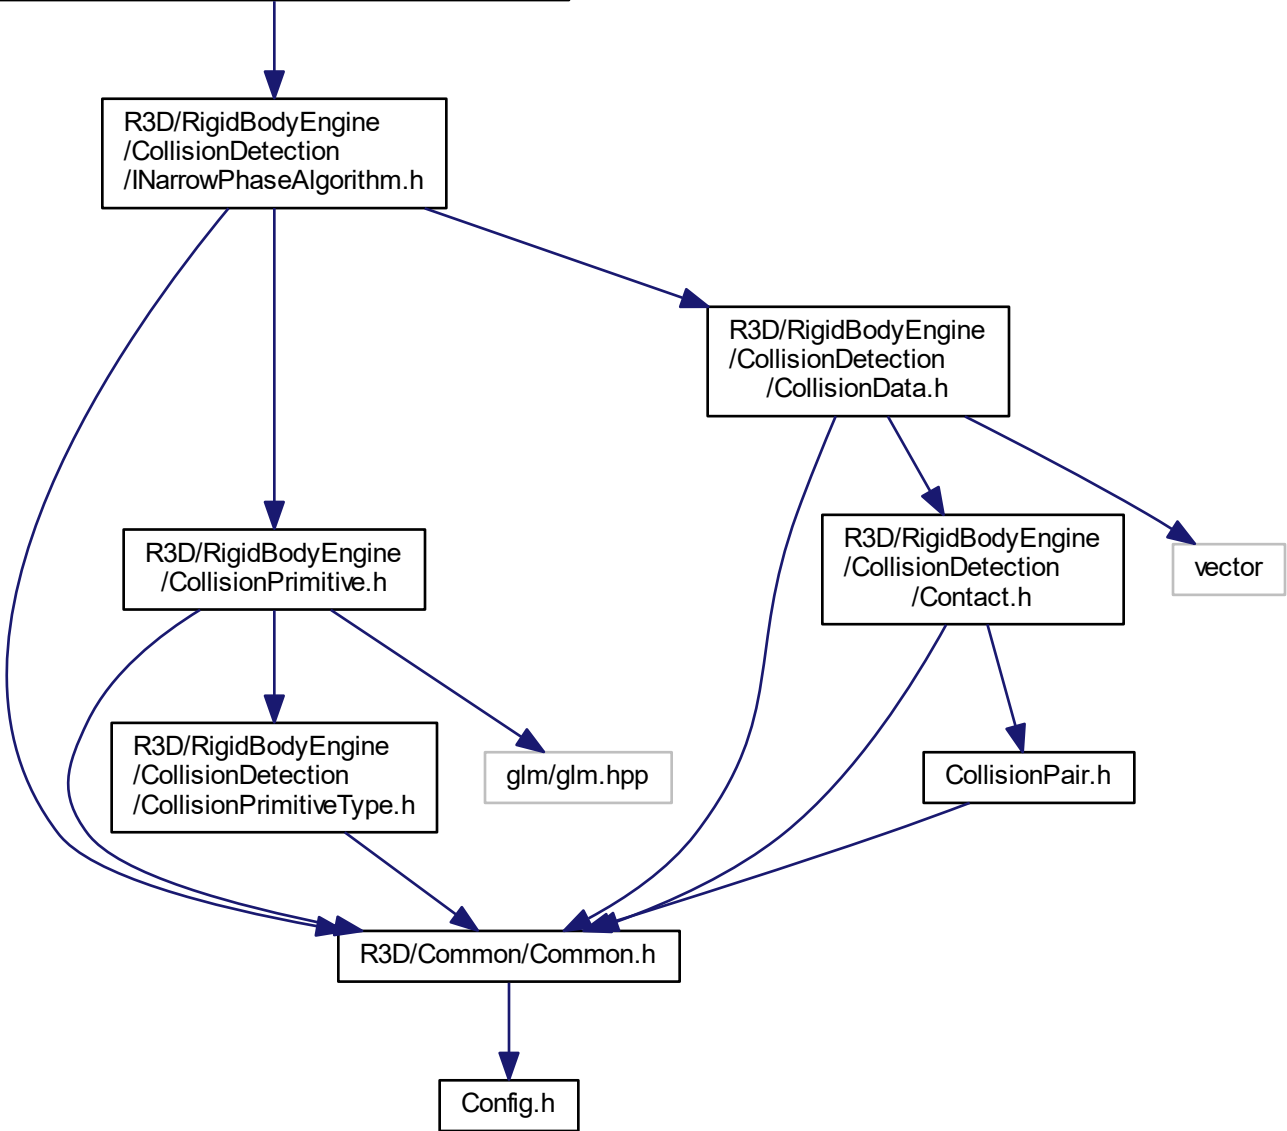 R3D/RigidBodyEngine
/CollisionDetection
/INarrowPhaseAlgorithm.h
R3D/RigidBodyEngine
/CollisionDetection
/CollisionData.h
R3D/RigidBodyEngine
/CollisionPrimitive.h
R3D/RigidBodyEngine
/CollisionDetection
/Contact.h
vector
R3D/RigidBodyEngine
/CollisionDetection
/CollisionPrimitiveType.h
glm/glm.hpp
CollisionPair.h
R3D/Common/Common.h
Config.h